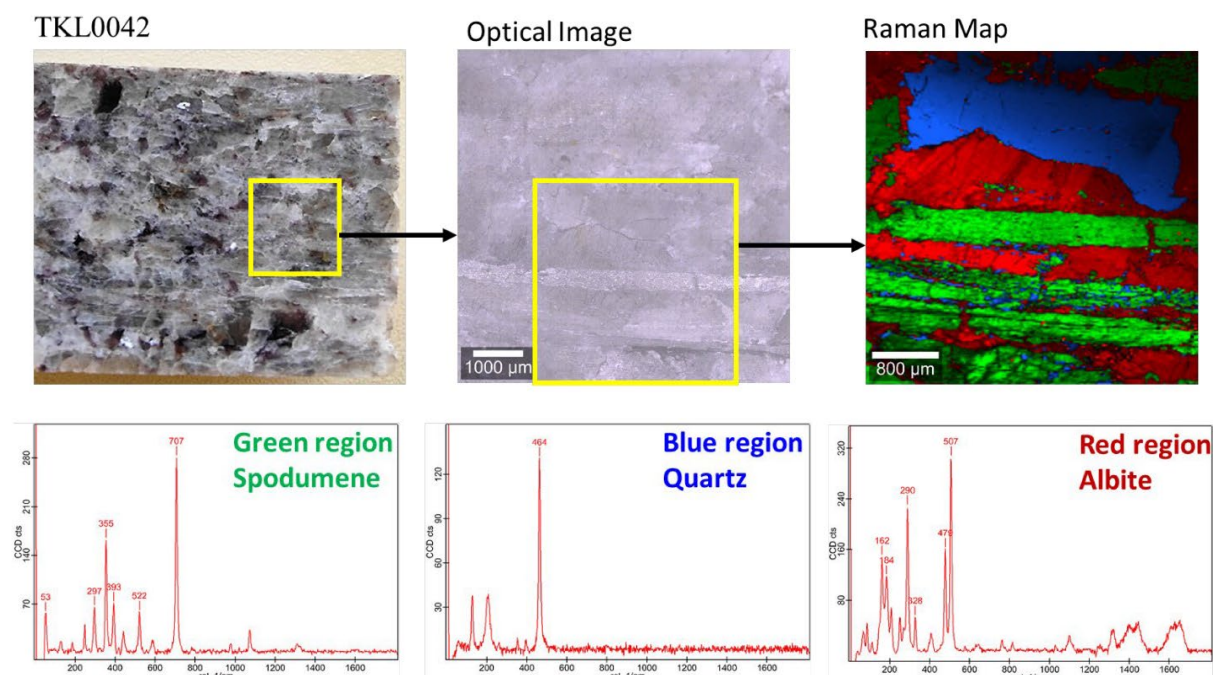 TKL0042
Optical Image
Raman Map
1000 µm
800 µm
Green region
Spodumene
707
355
297
393
53
522
280
210
140
70
CCD cts
200 400 600 800 1000 1200 1400 1600
Blue region
Quartz
464
120
90
60
30
CCD cts
200 400 600 800 1000 1200 1400 1600
Red region
Albite
507
290
479
162
184
328
320
240
160
80
CCD cts
200 400 600 800 1000 1200 1400 1600